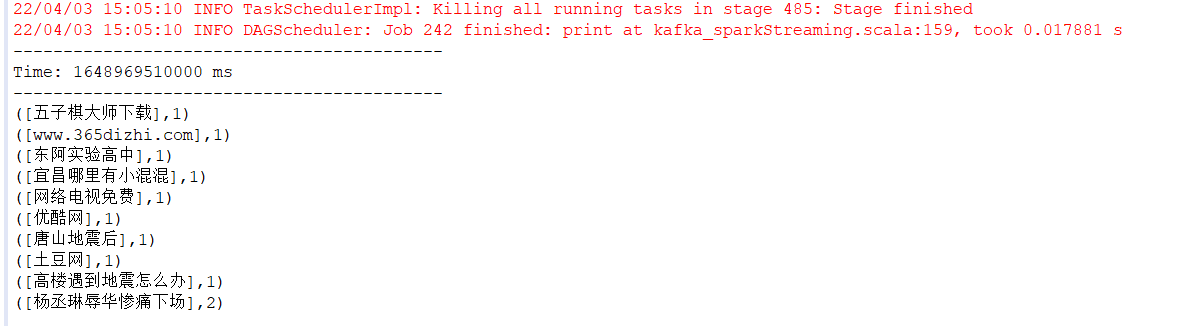 22/04/03 15:05:10 INFO TaskSchedulerImpl: Killing all running tasks in stage 485: Stage finished
22/04/03 15:05:10 INFO DAGScheduler: Job 242 finished: print at kafka_sparkStreaming.scala:159, took 0.017881 s
-------------------------------------------
Time: 1648969510000 ms
-------------------------------------------
([五子棋大师下载],1)
([www.365dizhi.com],1)
([东阿实验高中],1)
([宜昌哪里有小混混],1)
([网络电视免费],1)
([优酷网],1)
([唐山地震后],1)
([土豆网],1)
([高楼遇到地震怎么办],1)
([杨丞琳辱华惨痛下场],2)